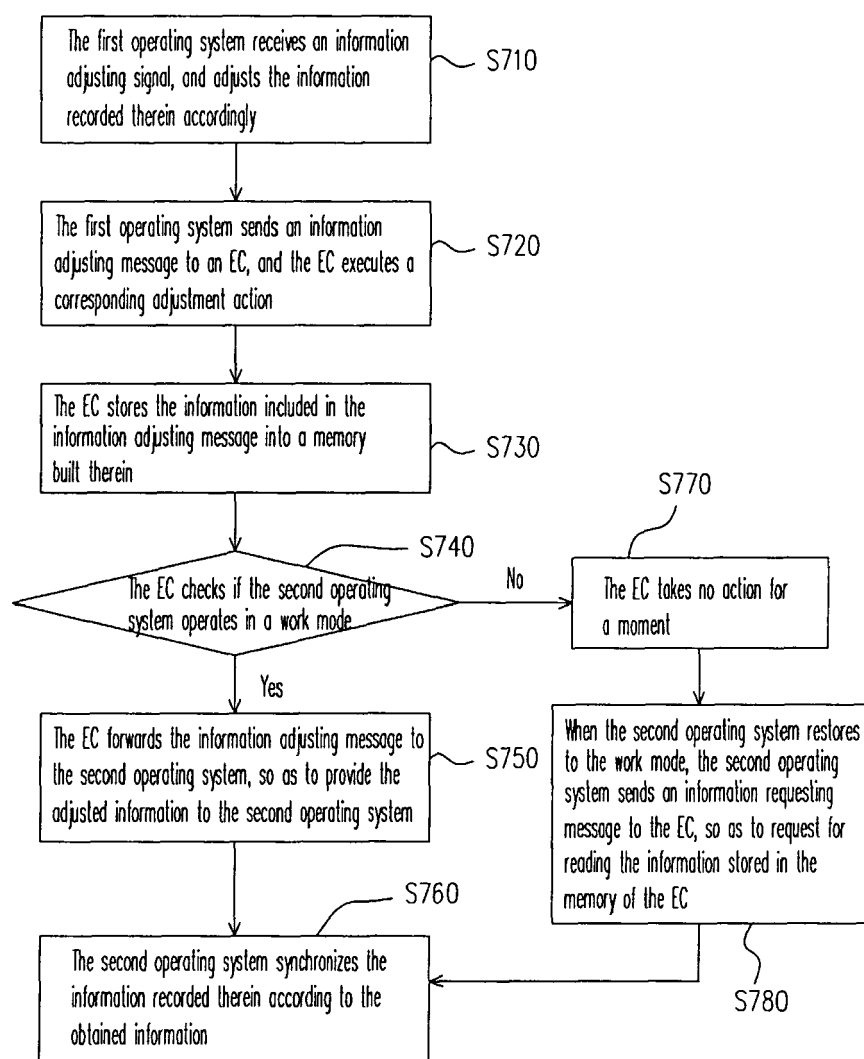 The first operating system receives an information
adjusting signal, and adjusts the information
recorded therein accordingly
S710
The first operating system sends an information
adjusting message to an EC, and the EC executes a
corresponding adjustment action
S720
The EC stores the information included in the
information adjusting message into a memory
built therein
S730
S740
The EC checks if the second operating
system operates in a work mode
No
S770
The EC takes no action for
a moment
Yes
The EC forwards the information adjusting message to
the second operating system, so as to provide the
adjusted information to the second operating system
S750
When the second operating system restores
to the work mode, the second operating
system sends an information requesting
message to the EC, so as to request for
reading the information stored in the
memory of the EC
S780
S760
The second operating system synchronizes the
information recorded therein according to the
obtained information